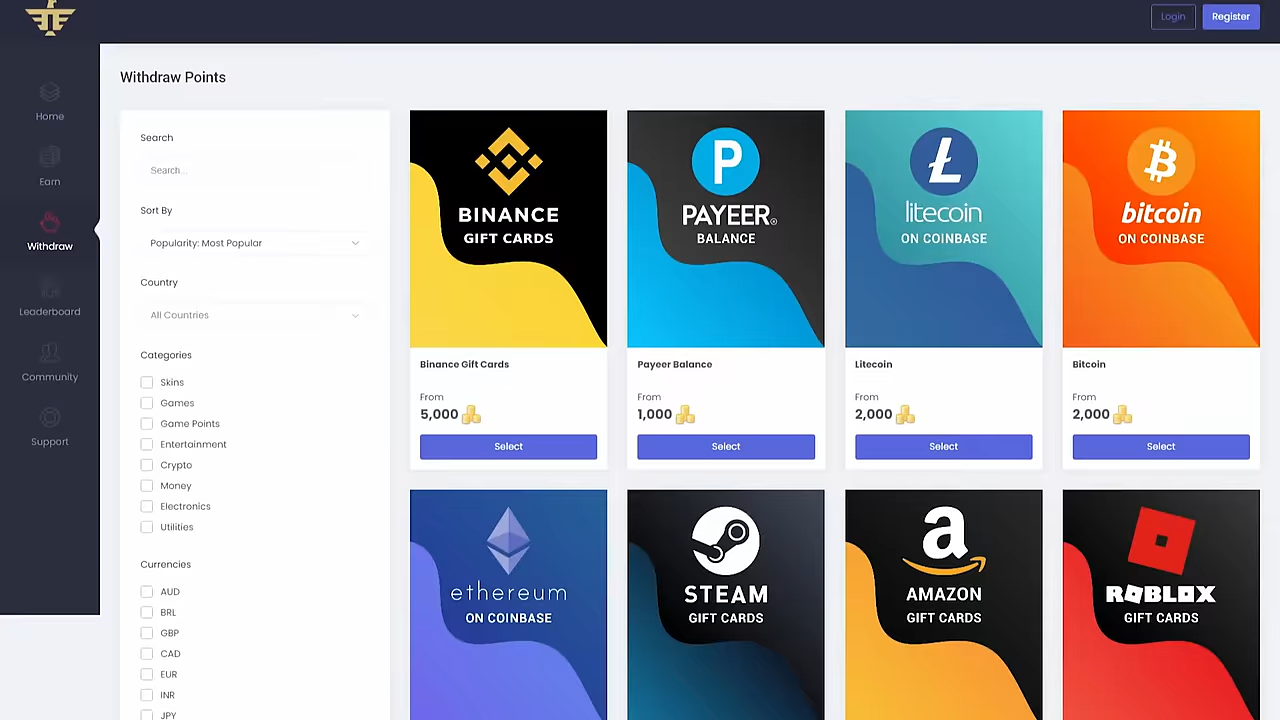 Login
Register
Home
Earn
Withdraw
Leaderboard
Community
Support
Withdraw Points
Search
Search...
Sort By
Popularity: Most Popular
Country
All Countries
Categories
Skins
Games
Game Points
Entertainment
Crypto
Money
Electronics
Utilities
Currencies
AUD
BRL
GBP
CAD
EUR
INR
JPY
BINANCE
GIFT CARDS
Binance Gift Cards
From
5,000
Select
PAYEER®
BALANCE
Payeer Balance
From
1,000
Select
litecoin
ON COINBASE
Litecoin
From
2,000
Select
bitcoin
ON COINBASE
Bitcoin
From
2,000
Select
ethereum
ON COINBASE
STEAM
GIFT CARDS
AMAZON
GIFT CARDS
ROBLOX
GIFT CARDS